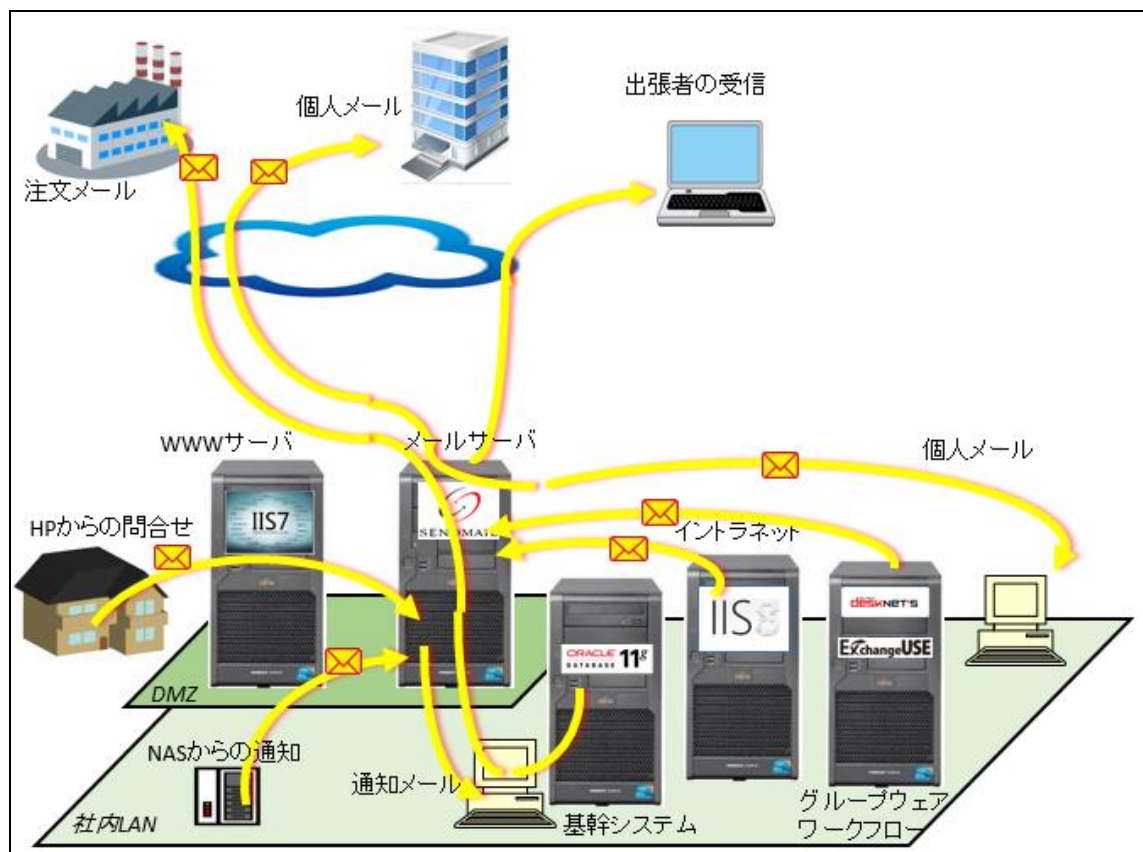 個人メール
出張者の受信
注文メール
WWWサーバ
メールサーバ
個人メール
IIS7
SENDMAIL
HPからの問合せ
イントラネット
IIS8
deskNET'S
ExchangeUSE
ORACLE
DATABASE 11g
DMZ
NASからの通知
通知メール
社内LAN
基幹システム
グループウェア
ワークフロー